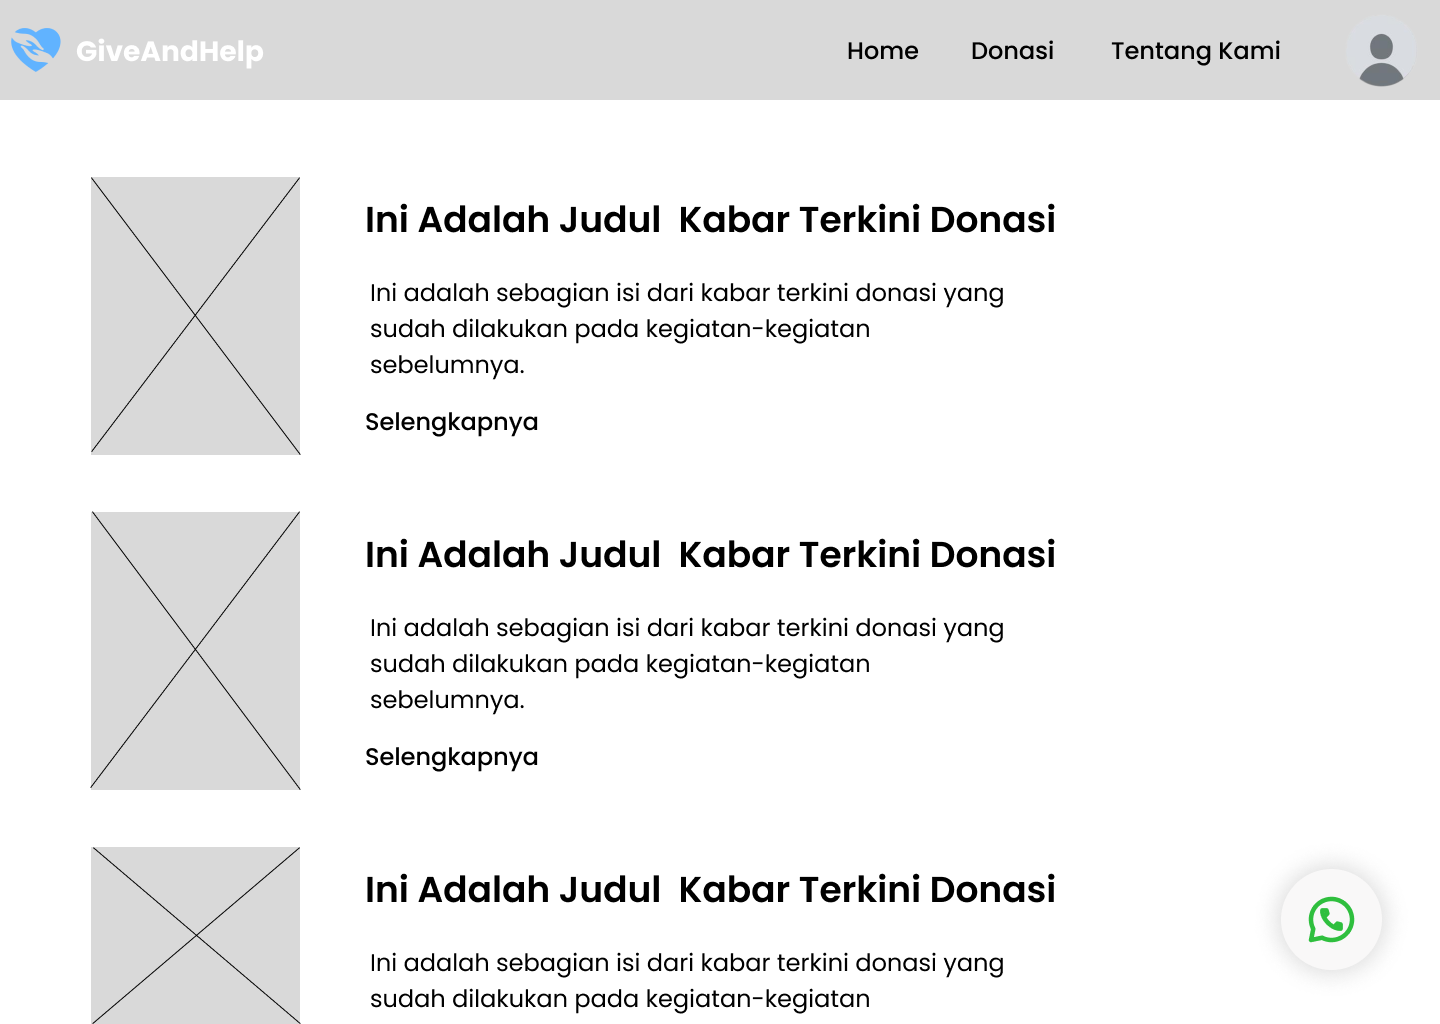 GiveAndHelp
Home
Donasi
Tentang Kami
Ini Adalah Judul  Kabar Terkini Donasi
Ini adalah sebagian isi dari kabar terkini donasi yang
sudah dilakukan pada kegiatan-kegiatan
sebelumnya.
Selengkapnya
Ini Adalah Judul  Kabar Terkini Donasi
Ini adalah sebagian isi dari kabar terkini donasi yang
sudah dilakukan pada kegiatan-kegiatan
sebelumnya.
Selengkapnya
Ini Adalah Judul  Kabar Terkini Donasi
Ini adalah sebagian isi dari kabar terkini donasi yang
sudah dilakukan pada kegiatan-kegiatan